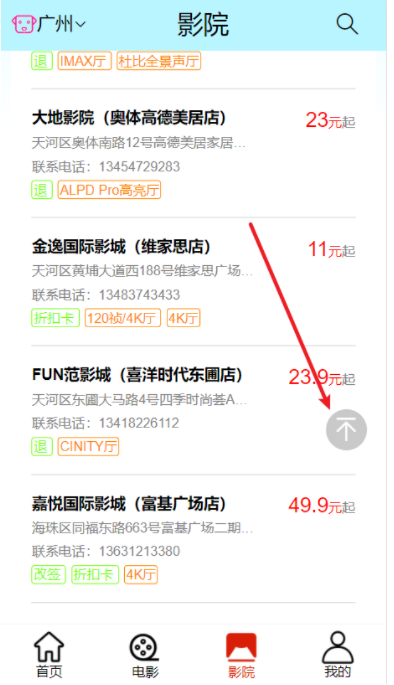 广州 影院
退 IMAX厅 杜比全景声厅
大地影院（奥体高德美居店） 23元起
天河区奥体南路12号高德美居家居...
联系电话：13454729283
退 ALPD Pro高亮厅
金逸国际影城（维家思店） 11元起
天河区黄埔大道西188号维家思广场...
联系电话：13483743433
折扣卡 120祯/4K厅 4K厅
FUN范影城（喜洋时代东圃店） 23.9元起
天河区东圃大马路4号四季时尚荟A...
联系电话：13418226112
退 CINITY厅
嘉悦国际影城（富基广场店） 49.9元起
海珠区同福东路663号富基广场二期...
联系电话：13631213380
改签 折扣卡 4K厅
首页 电影 影院 我的